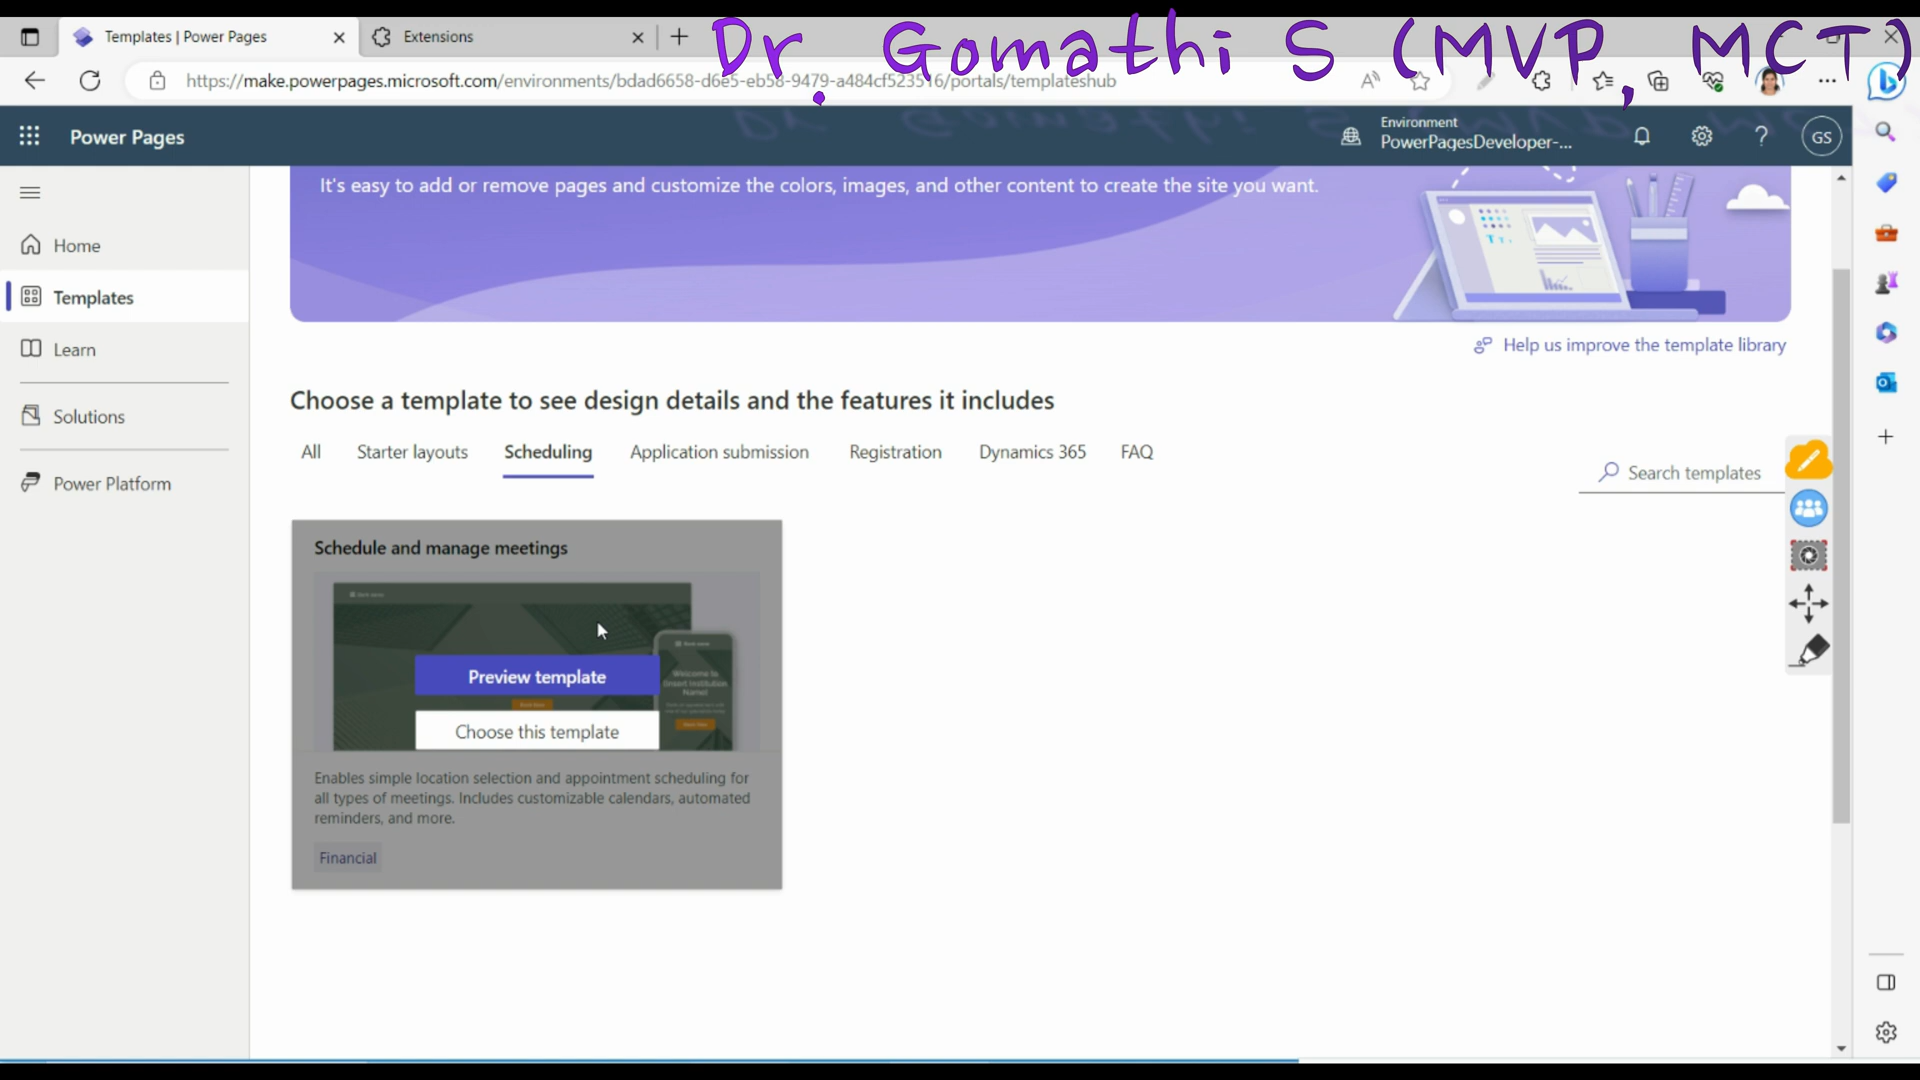 Dr. Gomathi S (MVP, MCT)
Templates | Power Pages
Extensions
https://make.powerpages.microsoft.com/environments/bdad6658-d6e5-eb58-9479-a484cf523516/portals/templateshub
Power Pages
Environment
PowerPagesDeveloper-...
GS
It's easy to add or remove pages and customize the colors, images, and other content to create the site you want.
Home
Templates
Learn
Solutions
Power Platform
Help us improve the template library
Choose a template to see design details and the features it includes
All Starter layouts Scheduling Application submission Registration Dynamics 365 FAQ
Search templates
Schedule and manage meetings
Welcome to
Preview template
Choose this template
Enables simple location selection and appointment scheduling for
all types of meetings. Includes customizable calendars, automated
reminders, and more.
Financial